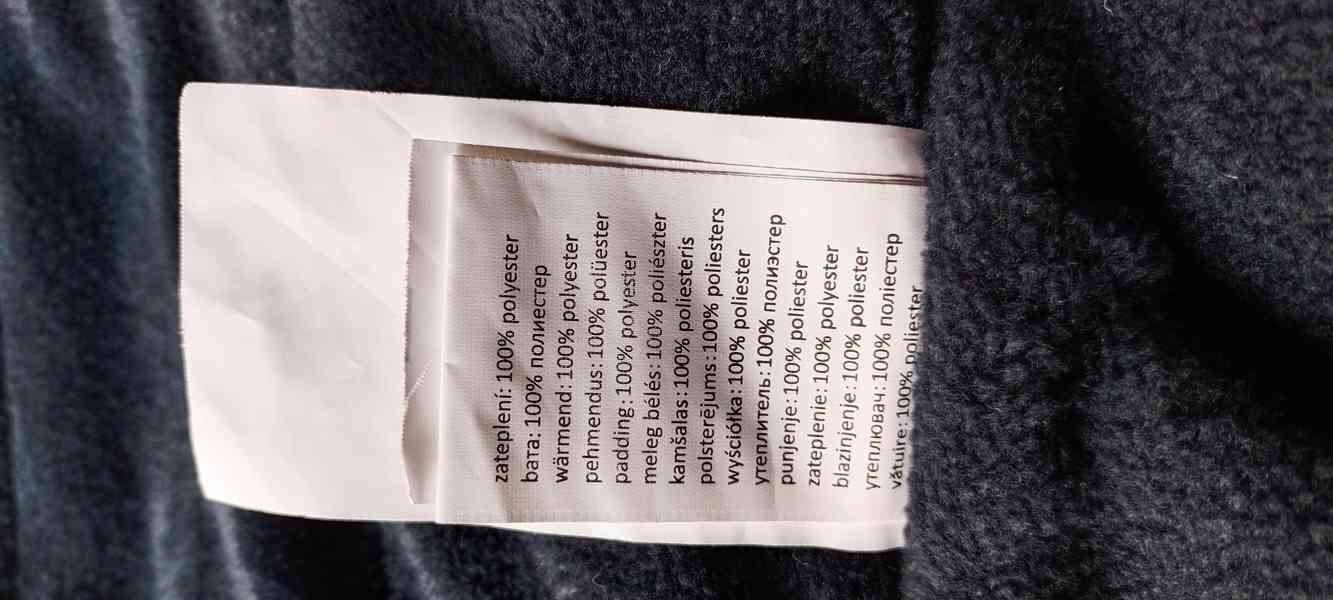 zateplení: 100% polyester
вата: 100% полиестер
wärmend: 100% polyester
pehmendus: 100% polüester
padding: 100% polyester
meleg bélés: 100% poliészter
kamšalas: 100% poliesteris
polsterējums: 100% poliesters
wyściółka: 100% poliester
утеплитель: 100% полиэстер
punjenje: 100% poliester
zateplenie: 100% polyester
blazinjenje: 100% poliester
утеплювач: 100% поліестер
vătuire: 100% poliester